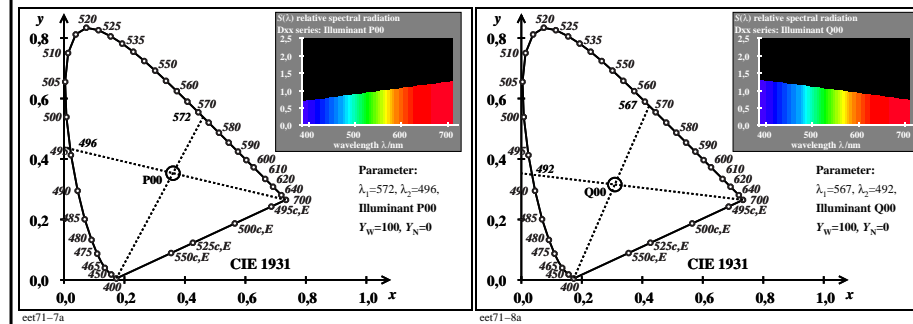 y
0,8
0,6
0,4
0,2
0,0
0,0 0,2 0,4 0,6 0,8 1,0 x
520
525
535
510
550
505
560
570
572
500
580
590
495
496
600
610
620
P00
640
700
490
495c,E
485
500c,E
480
525c,E
475
550c,E
465
450
400
CIE 1931
S(λ) relative spectral radiation
Dxx series: Illuminant P00
2,5
2,0
1,5
1,0
0,5
0,0
400 500 600 700
wavelength λ/nm
Parameter:
λ1=572, λ2=496,
Illuminant P00
YW=100, YN=0
eet71−7a
y
0,8
0,6
0,4
0,2
0,0
0,0 0,2 0,4 0,6 0,8 1,0 x
520
525
535
510
550
505
560
567
570
500
580
590
495
600
492
610
620
Q00
640
700
490
495c,E
485
500c,E
480
525c,E
475
550c,E
465
450
400
CIE 1931
S(λ) relative spectral radiation
Dxx series: Illuminant Q00
2,5
2,0
1,5
1,0
0,5
0,0
400 500 600 700
wavelength λ/nm
Parameter:
λ1=567, λ2=492,
Illuminant Q00
YW=100, YN=0
eet71−8a